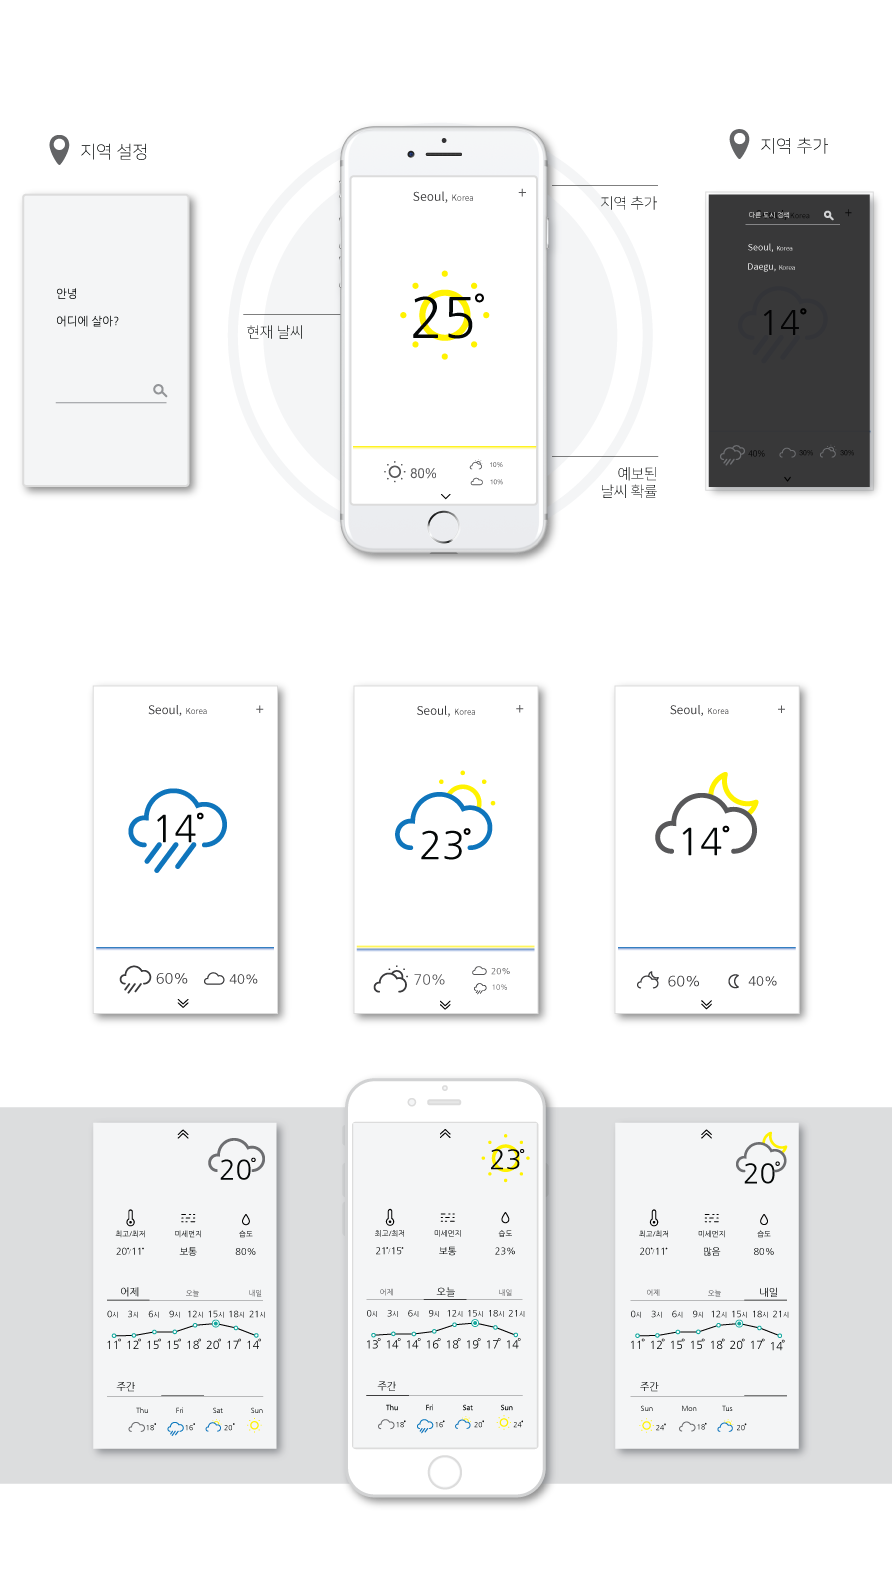 지역 설정
지역 추가
안녕
어디에 살아?
Seoul, Korea +
25°
80%
10%
10%
현재 날씨
지역 추가
예보된
날씨 확률
다른 도시 검색 Korea +
Seoul, Korea
Daegu, Korea
14°
40% 30% 30%
Seoul, Korea +
14°
60% 40%
Seoul, Korea +
23°
70% 20%
10%
Seoul, Korea +
14°
60% 40%
20°
최고/최저 미세먼지 습도
20°/11° 보통 80%
어제 오늘 내일
0시 3시 6시 9시 12시 15시 18시 21시
11° 12° 15° 15° 18° 20° 17° 14°
주간
Thu Fri Sat Sun
18° 16° 20°
23°
최고/최저 미세먼지 습도
21°/15° 보통 23%
어제 오늘 내일
0시 3시 6시 9시 12시 15시 18시 21시
13° 14° 14° 16° 18° 19° 17° 14°
주간
Thu Fri Sat Sun
18° 16° 20° 24°
20°
최고/최저 미세먼지 습도
20°/11° 많음 80%
어제 오늘 내일
0시 3시 6시 9시 12시 15시 18시 21시
11° 12° 15° 15° 18° 20° 17° 14°
주간
Sun Mon Tus
24° 18° 20°